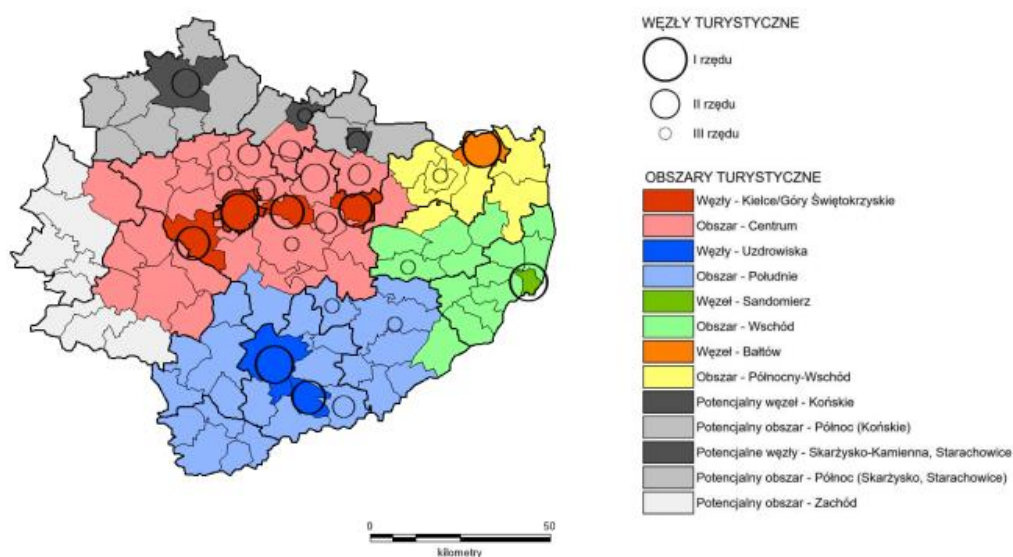 WĘZŁY TURYSTYCZNE
I rzędu
II rzędu
III rzędu
OBSZARY TURYSTYCZNE
Węzły - Kielce/Góry Świętokrzyskie
Obszar - Centrum
Węzły - Uzdrowiska
Obszar - Południe
Węzeł - Sandomierz
Obszar - Wschód
Węzeł - Bałtów
Obszar - Północny-Wschód
Potencjalny węzeł - Końskie
Potencjalny obszar - Północ (Końskie)
Potencjalne węzły - Skarżysko-Kamienna, Starachowice
Potencjalny obszar - Północ (Skarżysko, Starachowice)
Potencjalny obszar - Zachód
0 50
kilometry